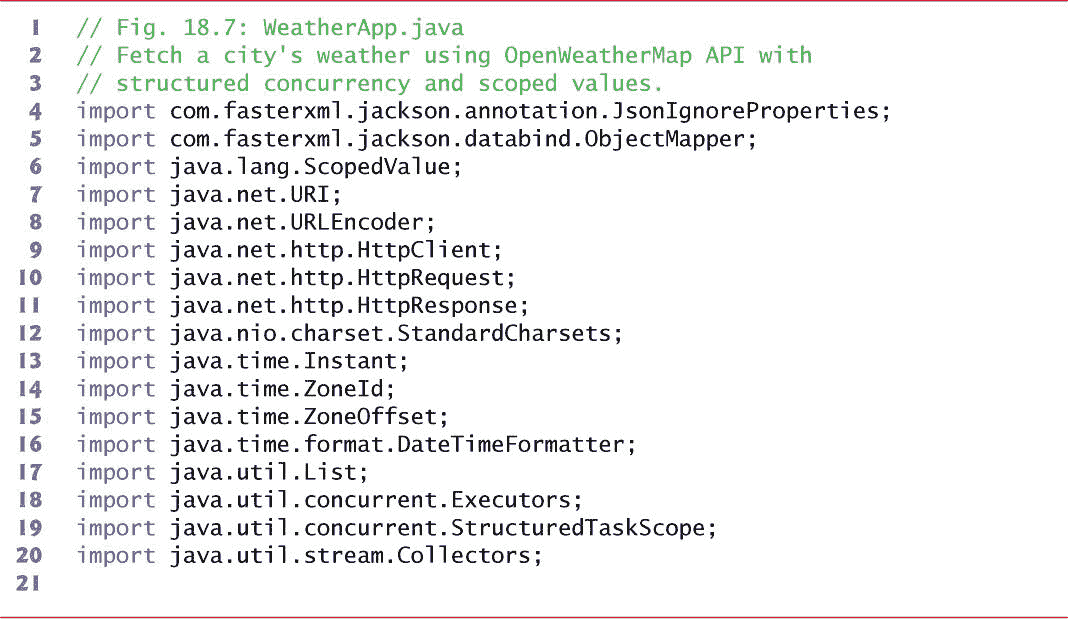 1 // Fig. 18.7: WeatherApp.java
2 // Fetch a city's weather using OpenWeatherMap API with
3 // structured concurrency and scoped values.
4 import com.fasterxml.jackson.annotation.JsonIgnoreProperties;
5 import com.fasterxml.jackson.databind.ObjectMapper;
6 import java.lang.ScopedValue;
7 import java.net.URI;
8 import java.net.URLEncoder;
9 import java.net.http.HttpClient;
10 import java.net.http.HttpRequest;
11 import java.net.http.HttpResponse;
12 import java.nio.charset.StandardCharsets;
13 import java.time.Instant;
14 import java.time.ZoneId;
15 import java.time.ZoneOffset;
16 import java.time.format.DateTimeFormatter;
17 import java.util.List;
18 import java.util.concurrent.Executors;
19 import java.util.concurrent.StructuredTaskScope;
20 import java.util.stream.Collectors;
21